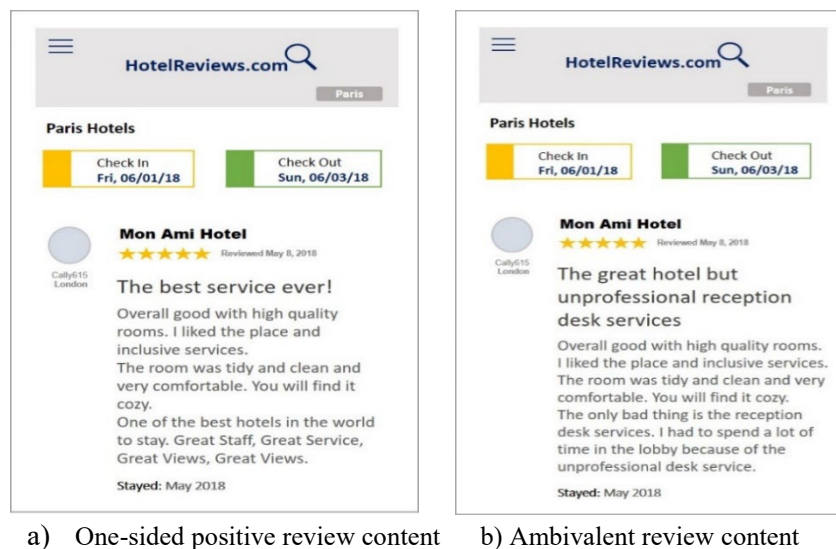 HotelReviews.com
Paris
Paris Hotels
Check In
Fri, 06/01/18
Check Out
Sun, 06/03/18
Mon Ami Hotel
Reviewed May 8, 2018
Cally615
London
The best service ever!
Overall good with high quality
rooms. I liked the place and
inclusive services.
The room was tidy and clean and
very comfortable. You will find it
cozy.
One of the best hotels in the world
to stay. Great Staff, Great Service,
Great Views, Great Views.
Stayed: May 2018
a) One-sided positive review content
HotelReviews.com
Paris
Paris Hotels
Check In
Fri, 06/01/18
Check Out
Sun, 06/03/18
Mon Ami Hotel
Reviewed May 8, 2018
Cally615
London
The great hotel but
unprofessional reception
desk services
Overall good with high quality rooms.
I liked the place and inclusive services.
The room was tidy and clean and very
comfortable. You will find it cozy.
The only bad thing is the reception
desk services. I had to spend a lot of
time in the lobby because of the
unprofessional desk service.
Stayed: May 2018
b) Ambivalent review content